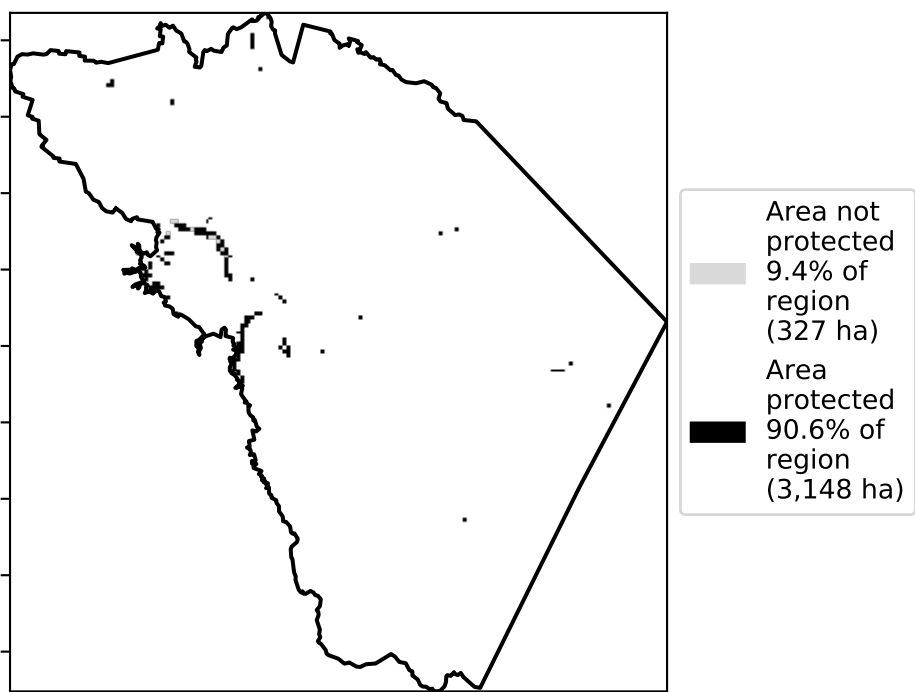 Area not
protected
9.4% of
region
(327 ha)
Area
protected
90.6% of
region
(3,148 ha)